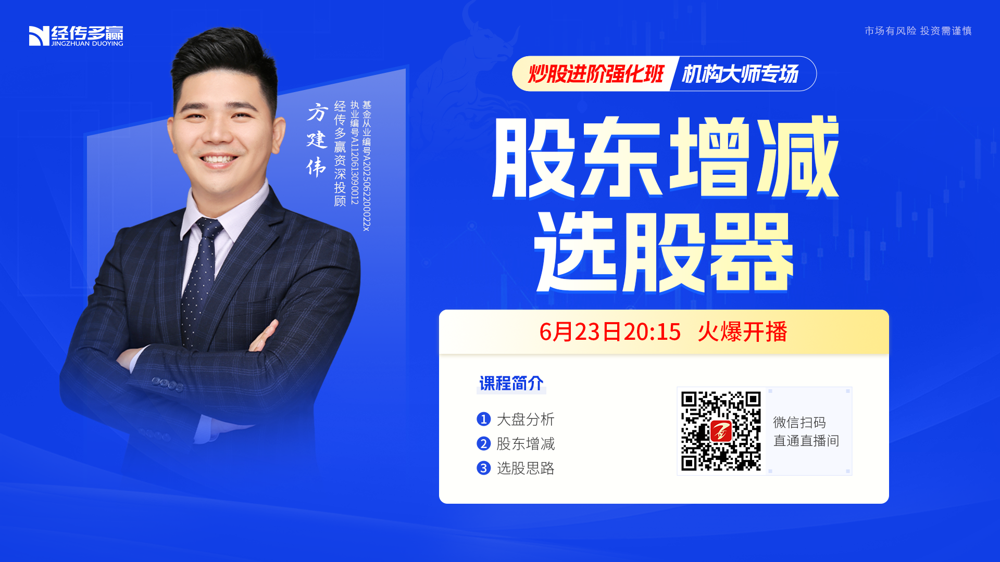 经传多赢
JINGZHUAN DUOYING
市场有风险 投资需谨慎
炒股进阶强化班 机构大师专场
股东增减
选股器
方建伟
经传多赢资深投顾
执业编号A1120613090012
基金从业编号A20250622000022x
6月23日20:15 火爆开播
课程简介
1 大盘分析
2 股东增减
3 选股思路
微信扫码
直通直播间